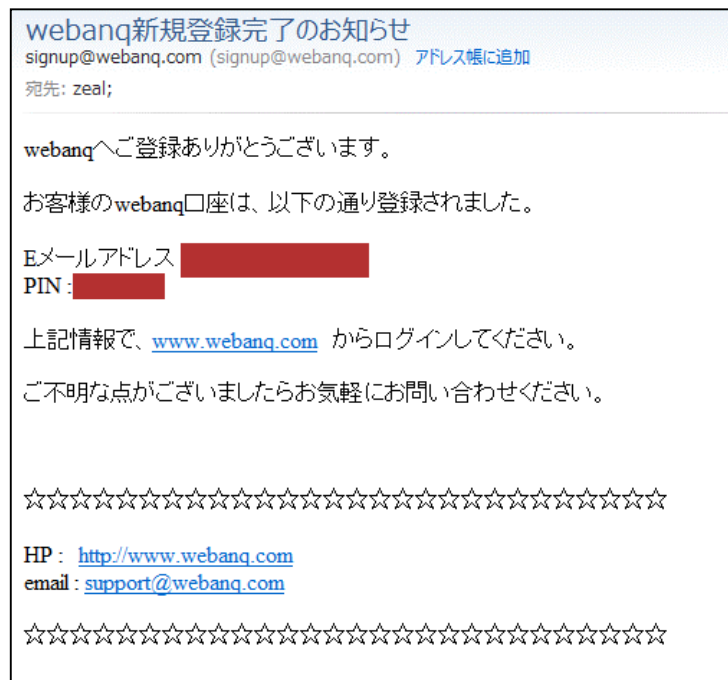 webanq新規登録完了のお知らせ
signup@webanq.com (signup@webanq.com) アドレス帳に追加
宛先: zeal;
webanqへご登録ありがとうございます。
お客様のwebanq口座は、以下の通り登録されました。
Eメールアドレス
PIN :
上記情報で、www.webanq.com からログインしてください。
ご不明な点がございましたらお気軽にお問い合わせください。
☆☆☆☆☆☆☆☆☆☆☆☆☆☆☆☆☆☆☆☆☆☆☆☆☆☆☆☆
HP : http://www.webanq.com
email : support@webanq.com
☆☆☆☆☆☆☆☆☆☆☆☆☆☆☆☆☆☆☆☆☆☆☆☆☆☆☆☆